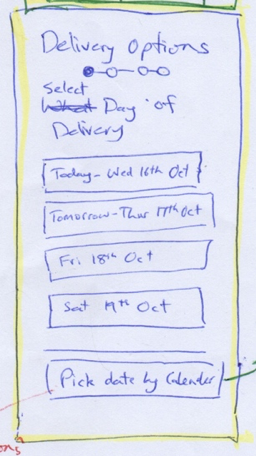 Delivery Options
Select
Day of
Delivery
Today - Wed 16th Oct
Tomorrow - Thur 17th Oct
Fri 18th Oct
Sat 19th Oct
Pick date by Calender
ons